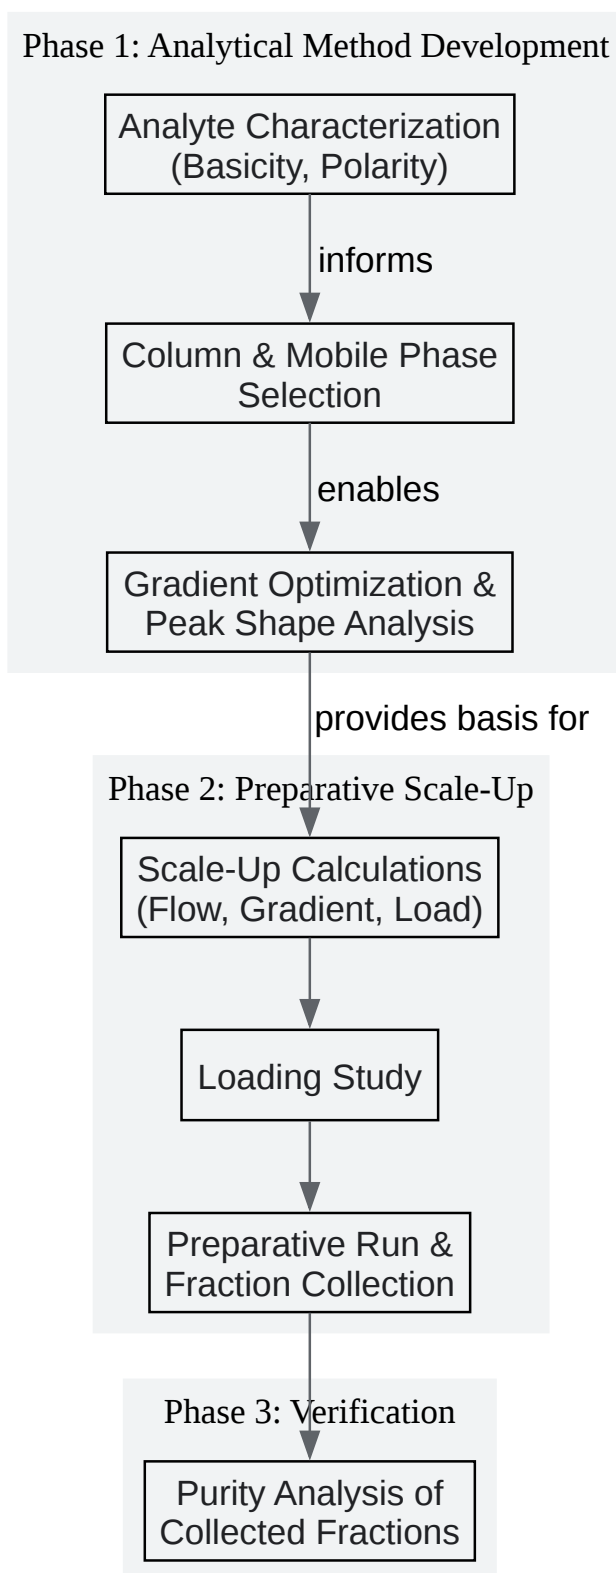 Phase 1: Analytical Method Development
Analyte Characterization
(Basicity, Polarity)
informs
Column & Mobile Phase
Selection
enables
Gradient Optimization &
Peak Shape Analysis
provides basis for
Phase 2: Preparative Scale-Up
Scale-Up Calculations
(Flow, Gradient, Load)
Loading Study
Preparative Run &
Fraction Collection
Phase 3: Verification
Purity Analysis of
Collected Fractions